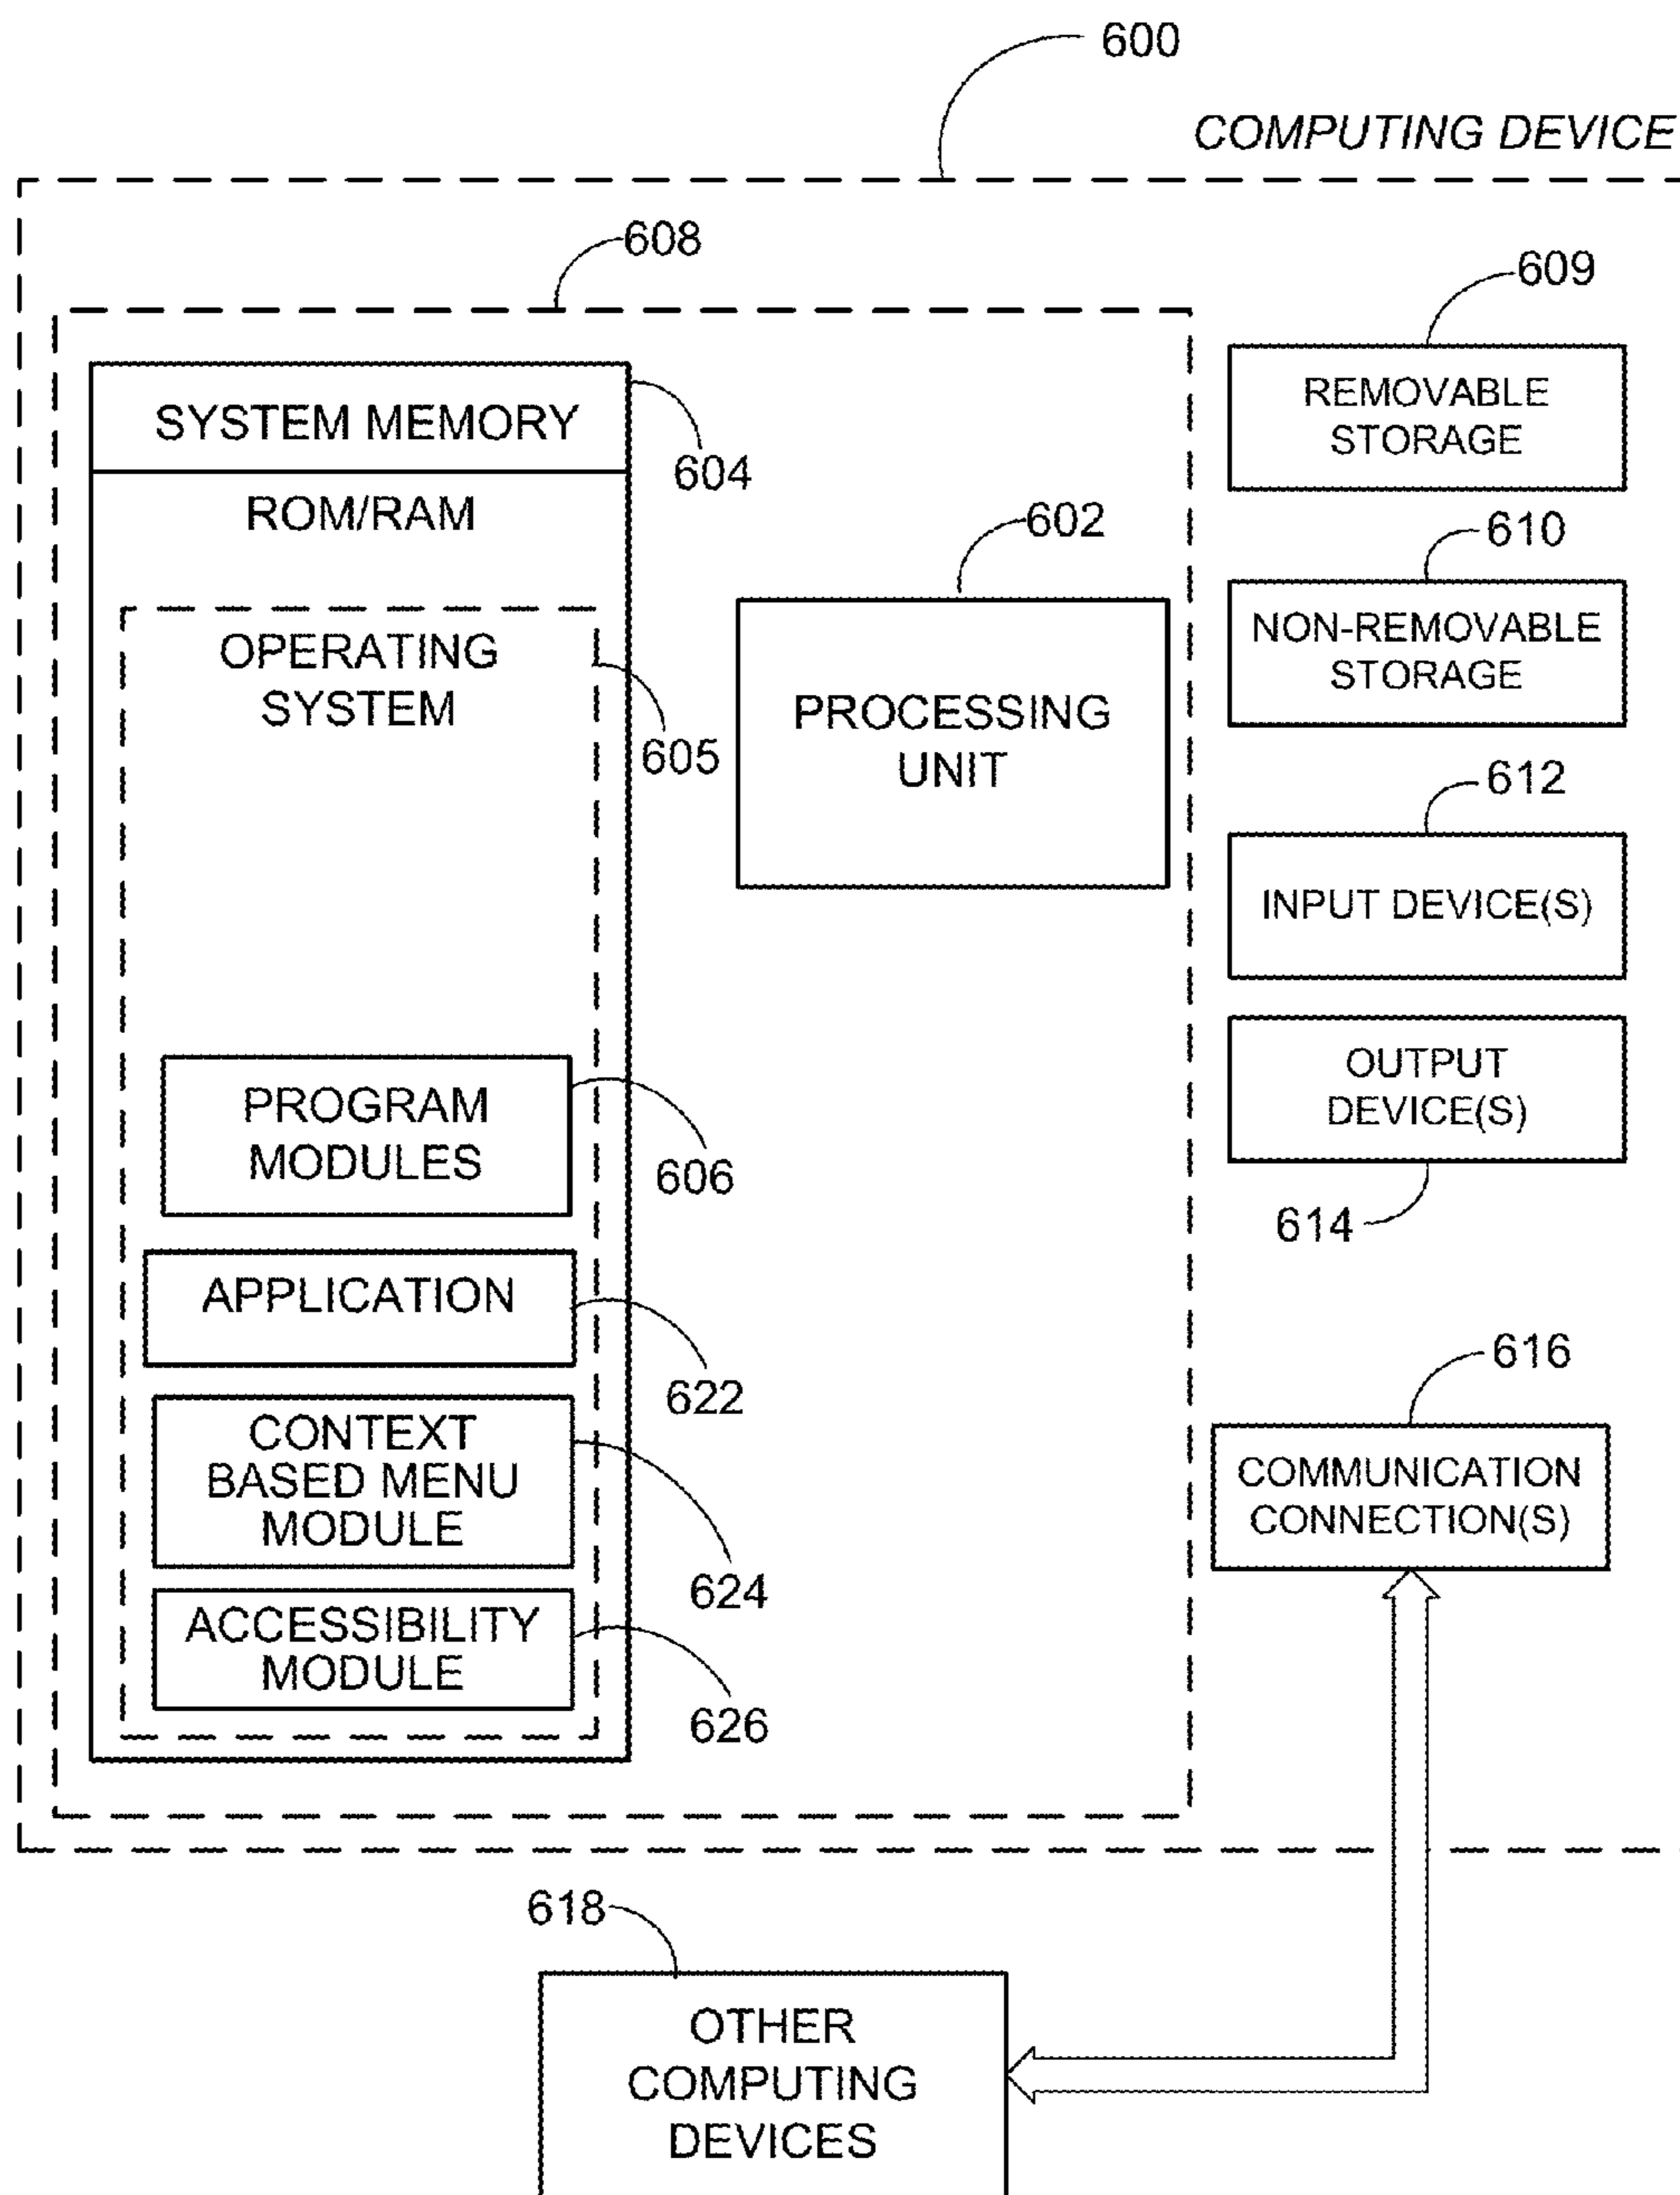 600
COMPUTING DEVICE
608
609
REMOVABLE
STORAGE
SYSTEM MEMORY
604
ROM/RAM
602
610
NON-REMOVABLE
STORAGE
OPERATING
SYSTEM
605
PROCESSING
UNIT
612
INPUT DEVICE(S)
OUTPUT
DEVICE(S)
614
PROGRAM
MODULES
606
APPLICATION
622
616
COMMUNICATION
CONNECTION(S)
CONTEXT
BASED MENU
MODULE
624
ACCESSIBILITY
MODULE
626
618
OTHER
COMPUTING
DEVICES